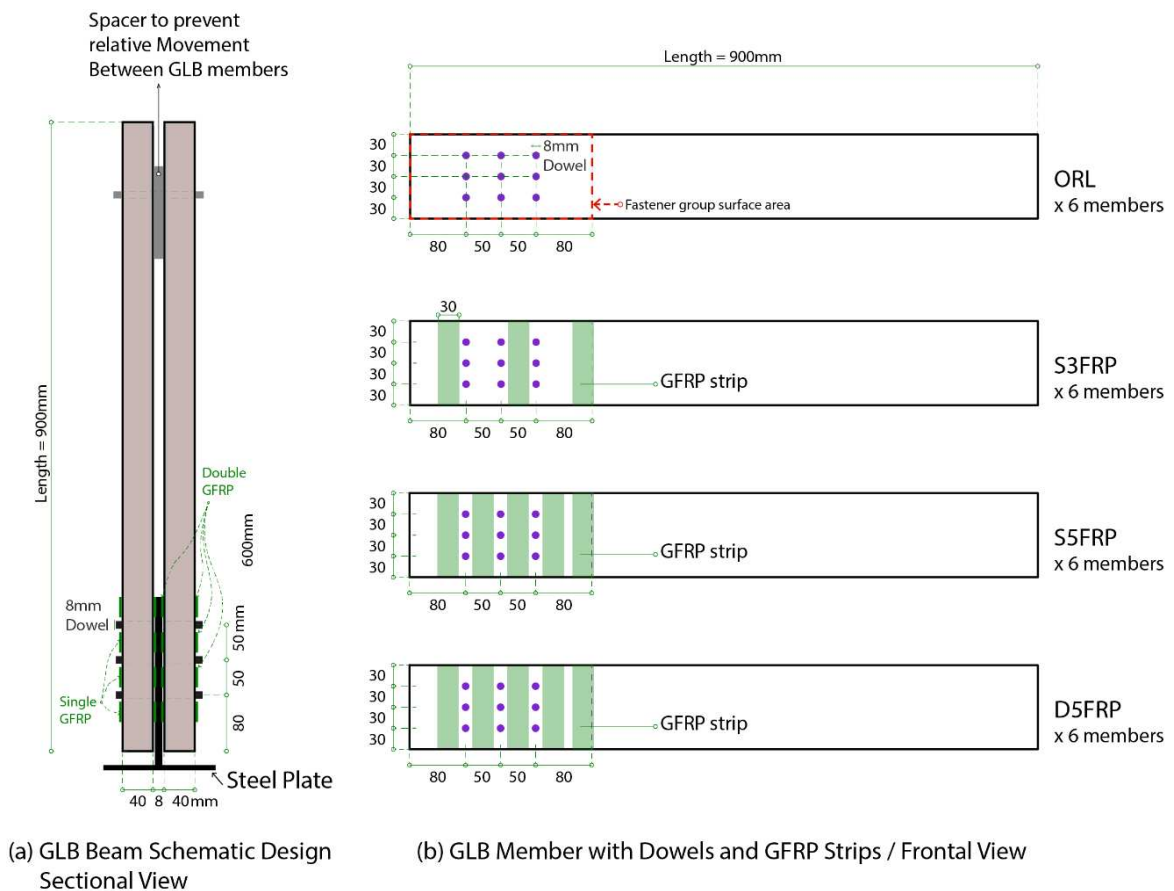 Spacer to prevent
relative Movement
Between GLB members
Length = 900mm
Double
GFRP
600mm
8mm
Dowel
50 mm
50
80
Single
GFRP
Steel Plate
40 8 40mm
(a) GLB Beam Schematic Design
Sectional View
Length = 900mm
30
30
30
30
8mm
Dowel
Fastener group surface area
80 50 50 80
ORL
x 6 members
30
30
30
30
30
GFRP strip
80 50 50 80
S3FRP
x 6 members
30
30
30
30
GFRP strip
80 50 50 80
S5FRP
x 6 members
30
30
30
30
GFRP strip
80 50 50 80
D5FRP
x 6 members
(b) GLB Member with Dowels and GFRP Strips / Frontal View